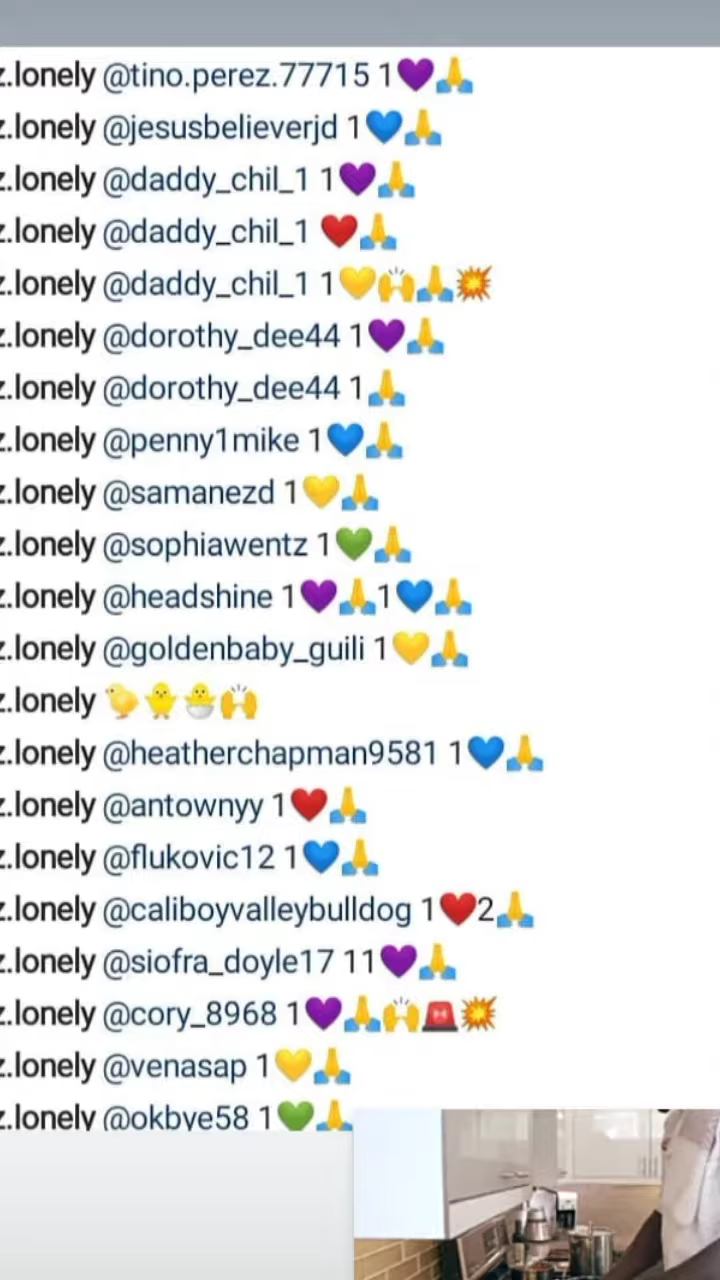 z.lonely @tino.perez.77715 1💜🙏
z.lonely @jesusbelieverjd 1💙🙏
z.lonely @daddy_chil_1 1💜🙏
z.lonely @daddy_chil_1 ❤️🙏
z.lonely @daddy_chil_1 1💛🙌🙏💥
z.lonely @dorothy_dee44 1💜🙏
z.lonely @dorothy_dee44 1🙏
z.lonely @penny1mike 1💙🙏
z.lonely @samanezd 1💛🙏
z.lonely @sophiawentz 1💚🙏
z.lonely @headshine 1💜🙏1💙🙏
z.lonely @goldenbaby_guili 1💛🙏
z.lonely 🐤🐥🐣🙌
z.lonely @heatherchapman9581 1💙🙏
z.lonely @antownyy 1❤️🙏
z.lonely @flukovic12 1💙🙏
z.lonely @caliboyvalleybulldog 1❤️2🙏
z.lonely @siofra_doyle17 11💜🙏
z.lonely @cory_8968 1💜🙏🙌🚨💥
z.lonely @venasap 1💛🙏
z.lonely @okbye58 1💚🙏